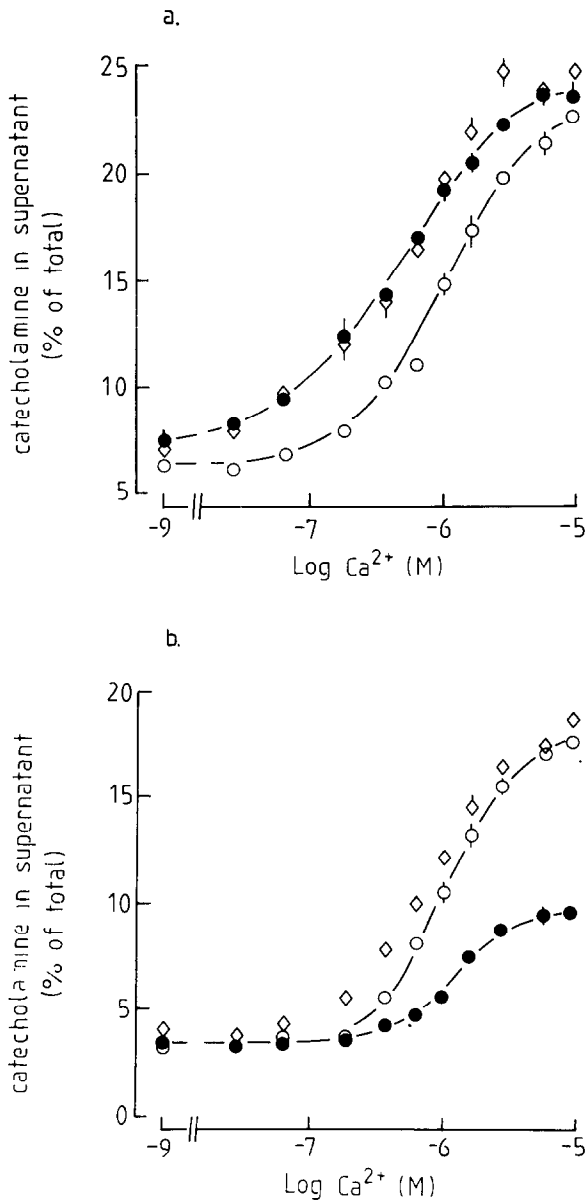 a.
catecholamine in supernatant
(% of total)
25
20
15
10
5
-9
-7
-6
-5
Log Ca²⁺ (M)
b.
catecholamine in supernatant
(% of total)
20
15
10
5
0
-9
-7
-6
-5
Log Ca²⁺ (M)